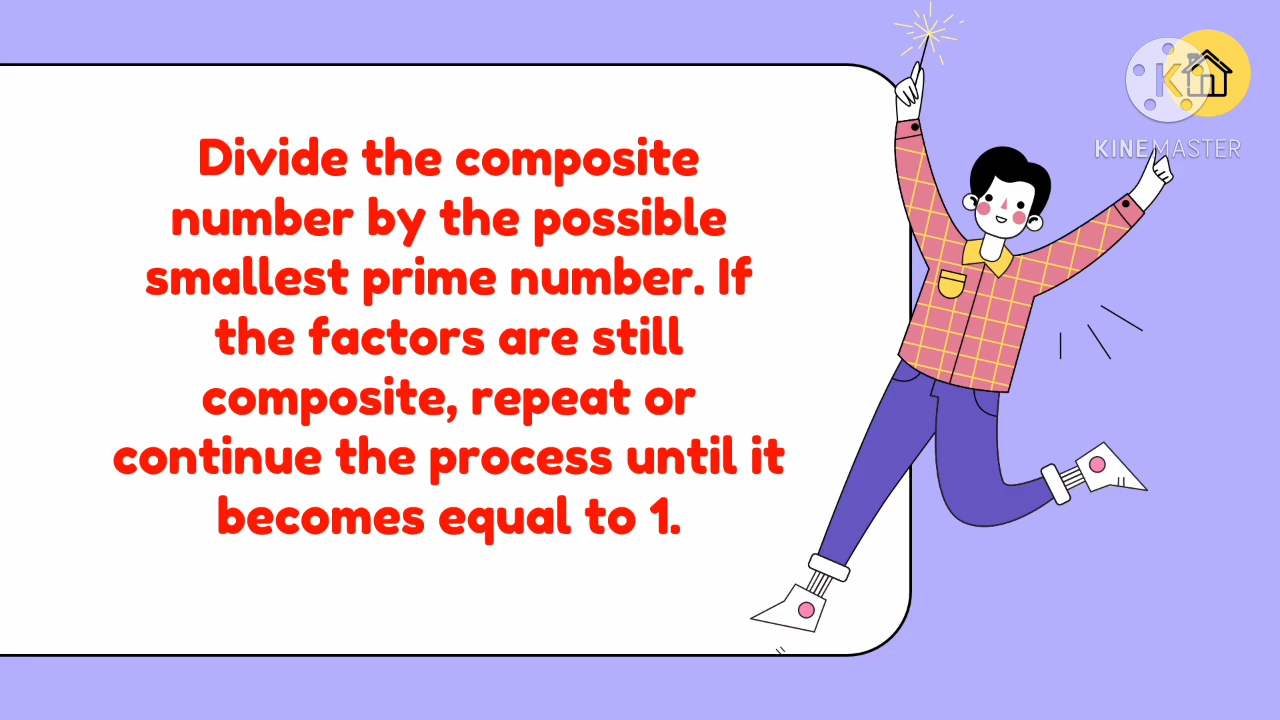 Divide the composite
number by the possible
smallest prime number. If
the factors are still
composite, repeat or
continue the process until it
becomes equal to 1.
K
KINEMASTER